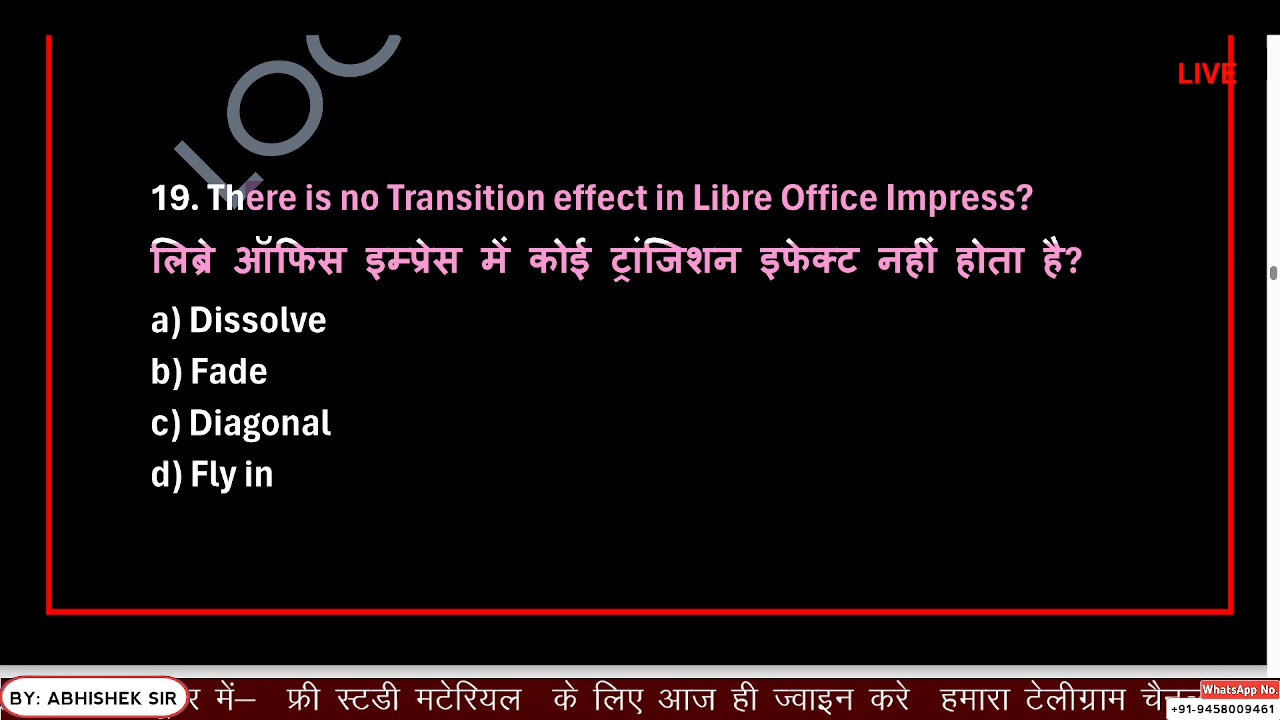 LOC
LIVE
19. There is no Transition effect in Libre Office Impress?
लिब्रे ऑफिस इम्प्रेस में कोई ट्रांजिशन इफेक्ट नहीं होता है?
a) Dissolve
b) Fade
c) Diagonal
d) Fly in
BY: ABHISHEK SIR
में– फ्री स्टडी मटेरियल के लिए आज ही ज्वाइन करे हमारा टेलीग्राम
WhatsApp No.
+91-9458009461